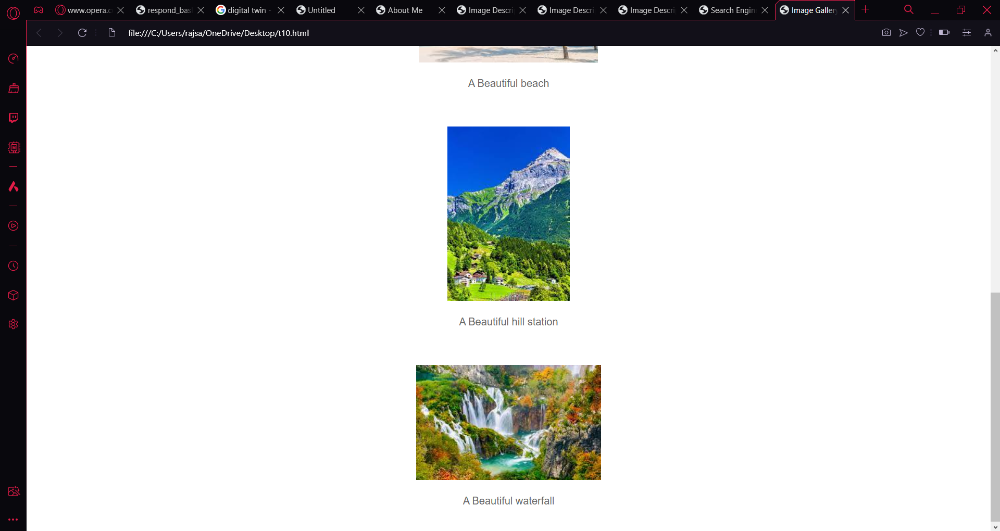 www.opera.c
respond_bas
digital twin -
Untitled
About Me
Image Descri
Image Descri
Image Descri
Search Engin
Image Gallery
file:///C:/Users/rajsa/OneDrive/Desktop/t10.html
A Beautiful beach
A Beautiful hill station
A Beautiful waterfall